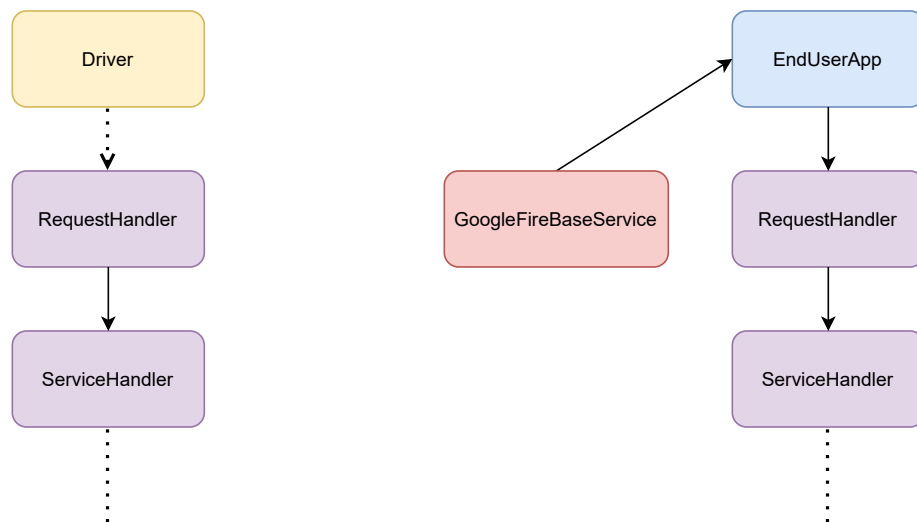 Driver
EndUserApp
RequestHandler
GoogleFireBaseService
RequestHandler
ServiceHandler
ServiceHandler